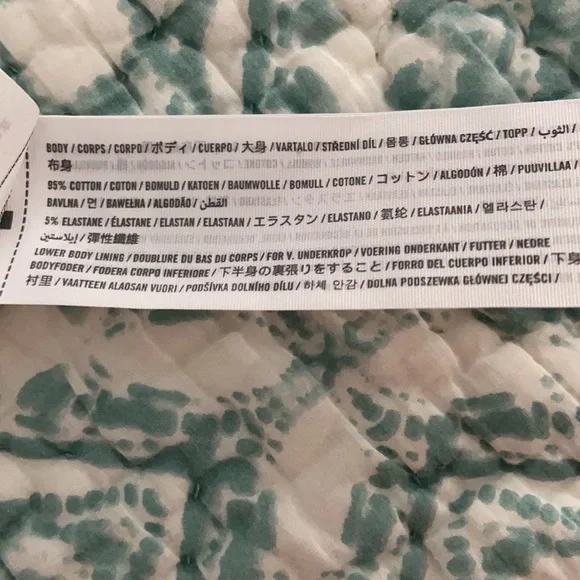 BODY / CORPS / CORPO / ボディ / CUERPO / 大身 / VARTALO / STŘEDNÍ DÍL / 몸통 / GŁÓWNA CZĘŚĆ / TOPP / الثوب /
布身
95% COTTON / COTON / BOMULD / KATOEN / BAUMWOLLE / BOMULL / COTONE / コットン / ALGODÓN / 棉 / PUUVILLAA /
BAVLNA / 면 / BAWEŁNA / ALGODÃO / القطن
5% ELASTANE / ÉLASTANE / ELASTAN / ELASTAAN / エラスタン / ELASTANO / 氨纶 / ELASTAANIA / 엘라스탄 /
إيلاستين / 彈性纖維
LOWER BODY LINING / DOUBLURE DU BAS DU CORPS / FOR V. UNDERKROP / VOERING ONDERKANT / FUTTER / NEDRE
BODYFODER / FODERA CORPO INFERIORE / 下半身の裏張りをすること / FORRO DEL CUERPO INFERIOR / 下身
衬里 / VAATTEEN ALAOSAN VUORI / PODŠÍVKA DOLNÍHO DÍLU / 하체 안감 / DOLNA PODSZEWKA GŁÓWNEJ CZĘŚCI /